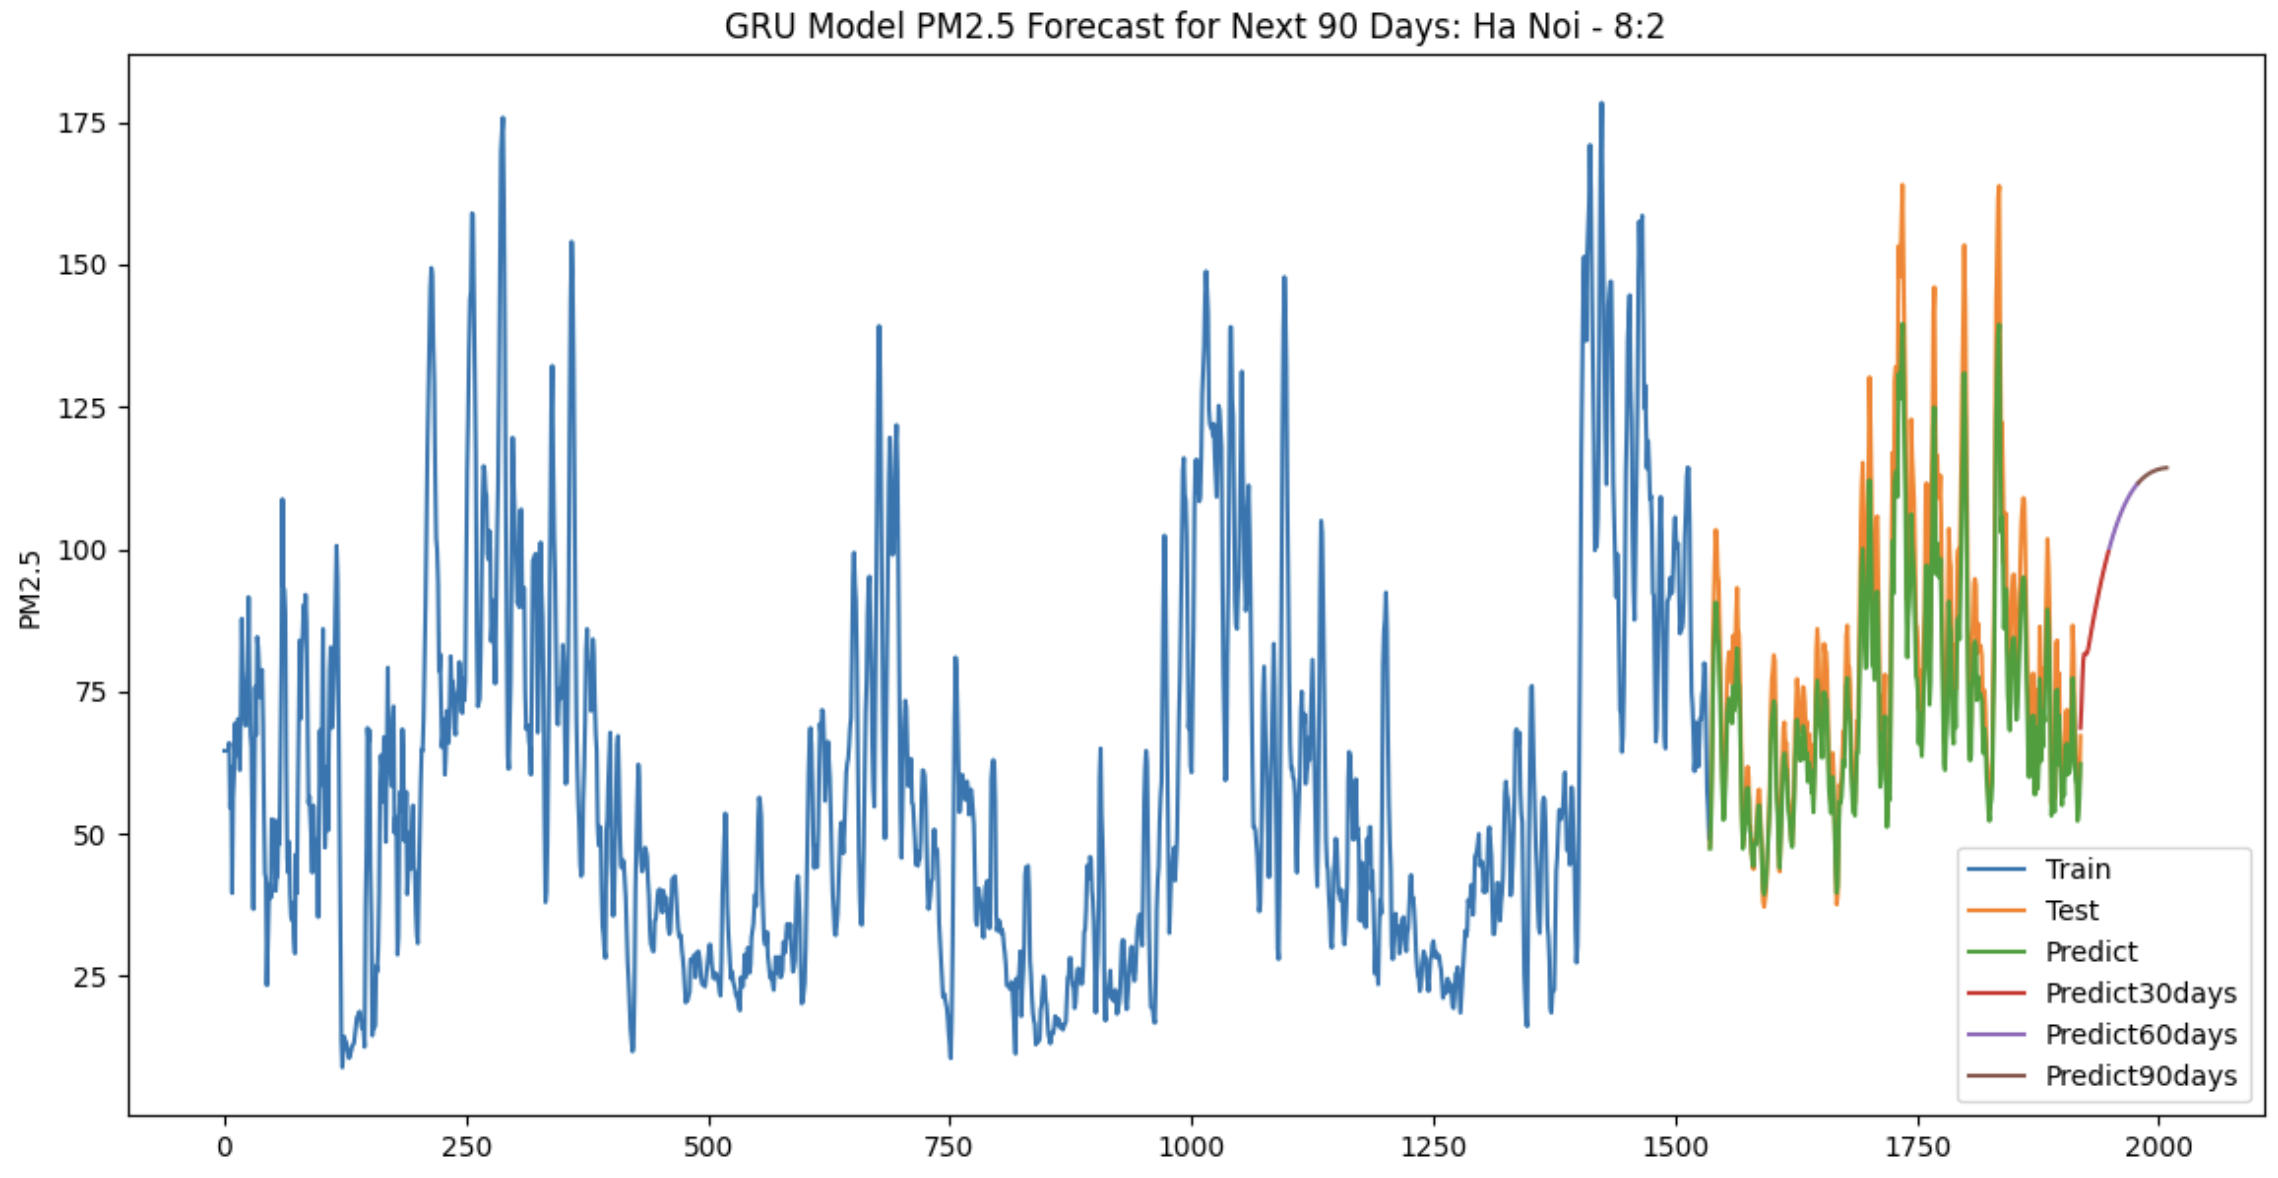 GRU Model PM2.5 Forecast for Next 90 Days: Ha Noi - 8:2
PM2.5
175
150
125
100
75
50
25
0 250 500 750 1000 1250 1500 1750 2000
Train
Test
Predict
Predict30days
Predict60days
Predict90days